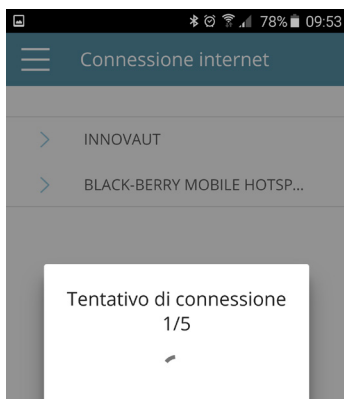 78% 09:53
Connessione internet
INNOVAUT
BLACK-BERRY MOBILE HOTSP...
Tentativo di connessione
1/5